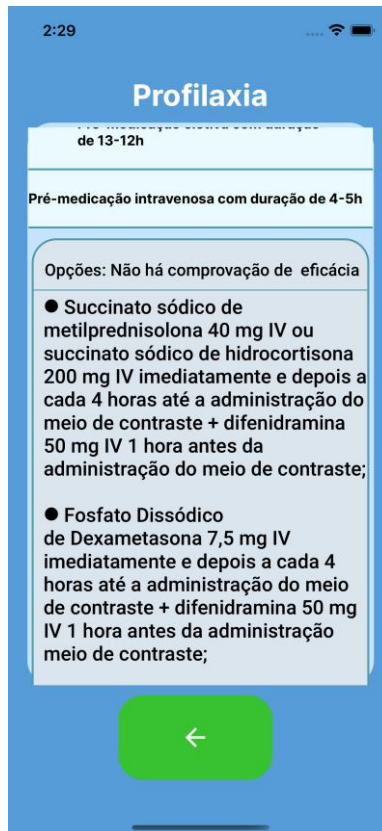 2:29
Profilaxia
de 13-12h
Pré-medicação intravenosa com duração de 4-5h
Opções: Não há comprovação de eficácia
● Succinato sódico de
metilprednisolona 40 mg IV ou
succinato sódico de hidrocortisona
200 mg IV imediatamente e depois a
cada 4 horas até a administração do
meio de contraste + difenidramina
50 mg IV 1 hora antes da
administração do meio de contraste;
● Fosfato Dissódico
de Dexametasona 7,5 mg IV
imediatamente e depois a cada 4
horas até a administração do meio
de contraste + difenidramina 50 mg
IV 1 hora antes da administração
meio de contraste;